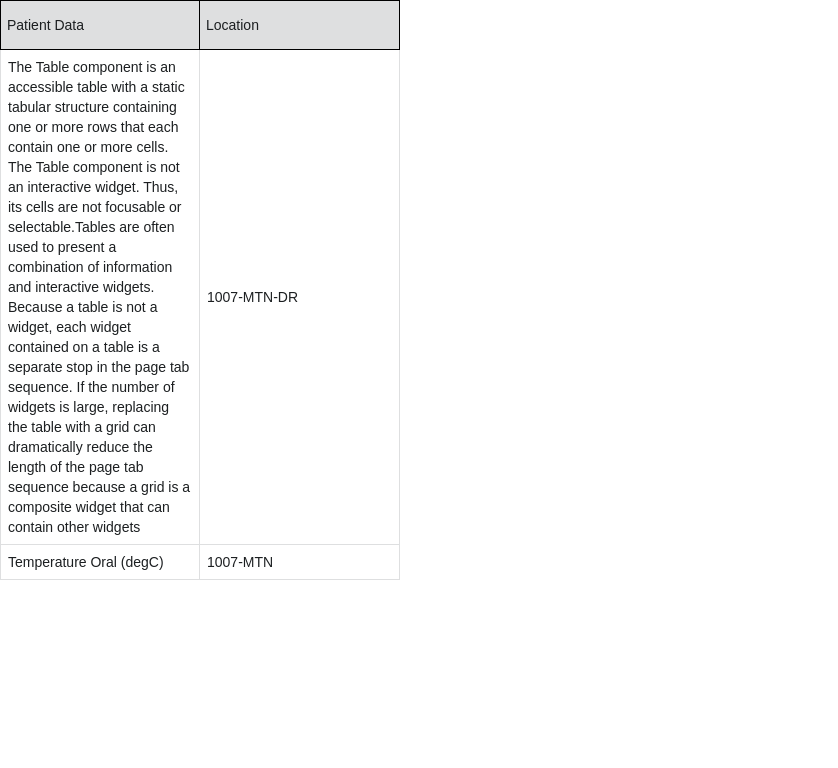 Patient Data
Location
The Table component is an
accessible table with a static
tabular structure containing
one or more rows that each
contain one or more cells.
The Table component is not
an interactive widget. Thus,
its cells are not focusable or
selectable.Tables are often
used to present a
combination of information
and interactive widgets.
Because a table is not a
widget, each widget
contained on a table is a
separate stop in the page tab
sequence. If the number of
widgets is large, replacing
the table with a grid can
dramatically reduce the
length of the page tab
sequence because a grid is a
composite widget that can
contain other widgets
1007-MTN-DR
Temperature Oral (degC)
1007-MTN